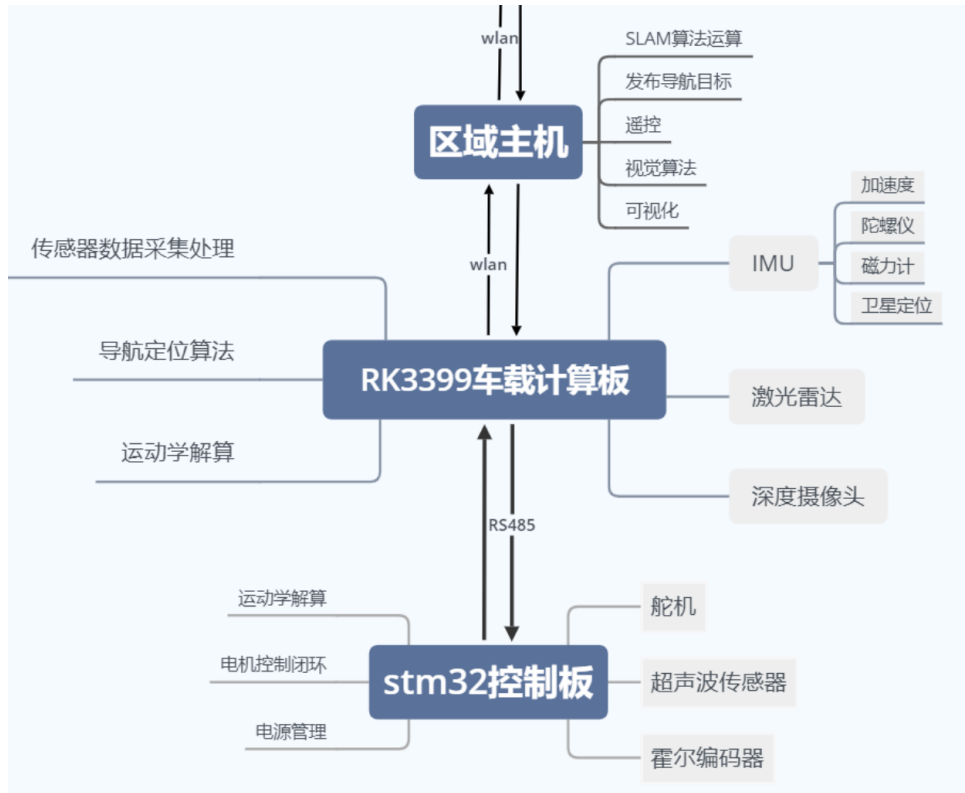 wlan
SLAM算法运算
发布导航目标
区域主机
遥控
视觉算法
可视化
加速度
陀螺仪
IMU
磁力计
卫星定位
传感器数据采集处理
wlan
导航定位算法
RK3399车载计算板
激光雷达
运动学解算
深度摄像头
RS485
运动学解算
舵机
电机控制闭环
stm32控制板
超声波传感器
电源管理
霍尔编码器